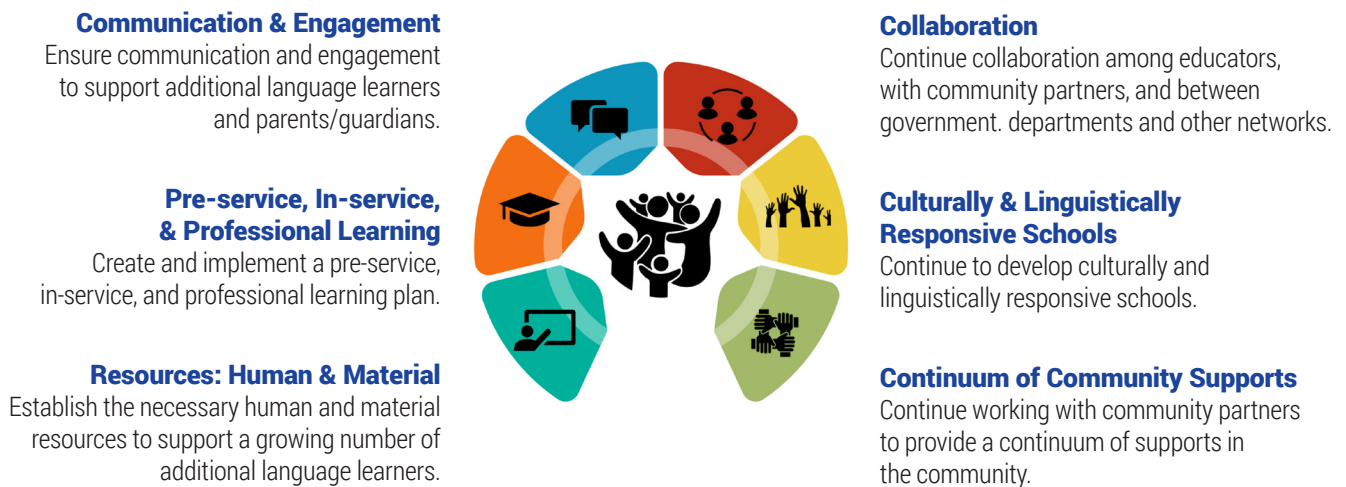 Communication & Engagement
Ensure communication and engagement
to support additional language learners
and parents/guardians.
Pre-service, In-service,
& Professional Learning
Create and implement a pre-service,
in-service, and professional learning plan.
Resources: Human & Material
Establish the necessary human and material
resources to support a growing number of
additional language learners.
Collaboration
Continue collaboration among educators,
with community partners, and between
government. departments and other networks.
Culturally & Linguistically
Responsive Schools
Continue to develop culturally and
linguistically responsive schools.
Continuum of Community Supports
Continue working with community partners
to provide a continuum of supports in
the community.